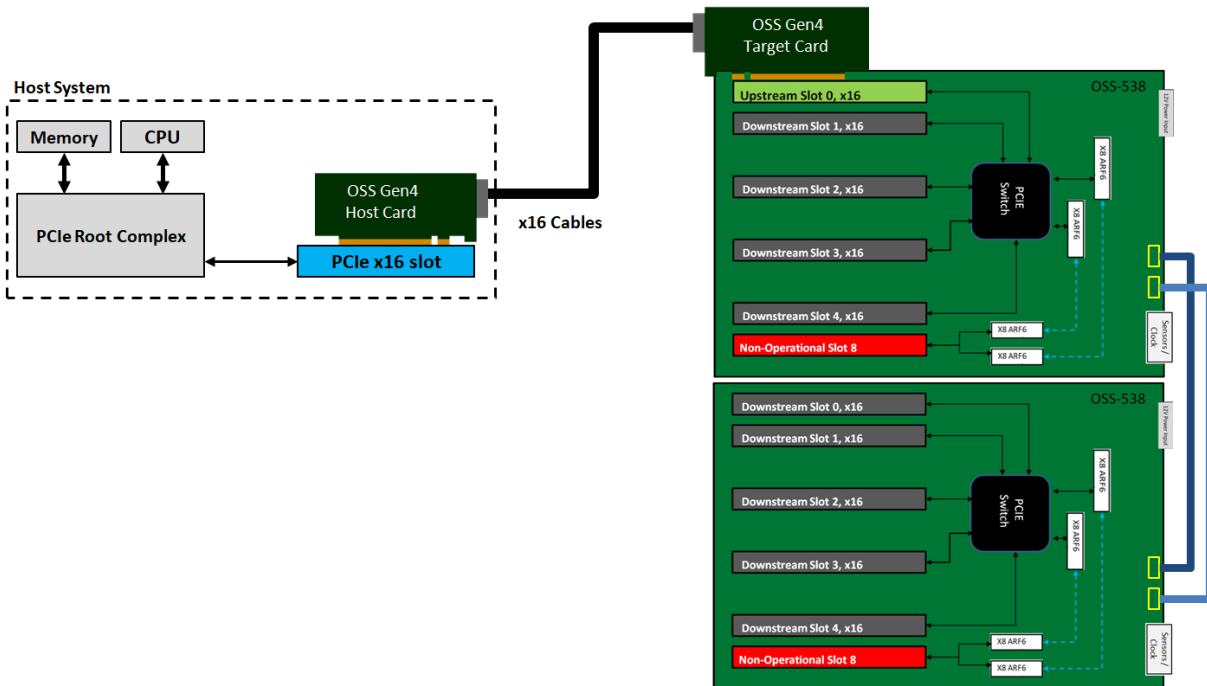 OSS Gen4
Target Card
Host System
Memory
CPU
PCIe Root Complex
OSS Gen4
Host Card
PCIe x16 slot
x16 Cables
OSS-538
12V Power Input
Upstream Slot 0, x16
Downstream Slot 1, x16
Downstream Slot 2, x16
Downstream Slot 3, x16
Downstream Slot 4, x16
Non-Operational Slot 8
PCIE
Switch
X8 ARF6
X8 ARF6
X8 ARF6
X8 ARF6
Sensors /
Clock
OSS-538
12V Power Input
Downstream Slot 0, x16
Downstream Slot 1, x16
Downstream Slot 2, x16
Downstream Slot 3, x16
Downstream Slot 4, x16
Non-Operational Slot 8
PCIE
Switch
X8 ARF6
X8 ARF6
X8 ARF6
X8 ARF6
Sensors /
Clock